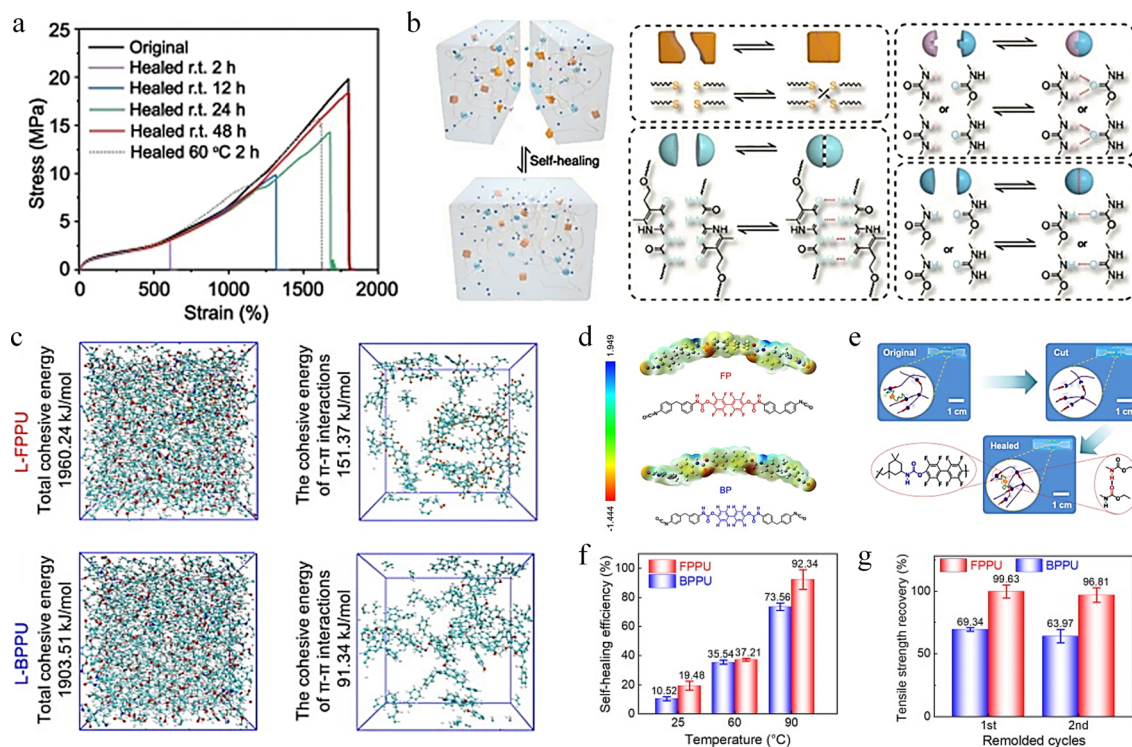 a
25
20
15
10
5
0
Stress (MPa)
Original
Healed r.t. 2 h
Healed r.t. 12 h
Healed r.t. 24 h
Healed r.t. 48 h
Healed 60 °C 2 h
0
500
1000
1500
2000
Strain (%)
b
Self-healing
or
or
or
or
c
L-FPPU
Total cohesive energy
1960.24 kJ/mol
The cohesive energy
of π-π interactions
151.37 kJ/mol
L-BPPU
Total cohesive energy
1903.51 kJ/mol
The cohesive energy
of π-π interactions
91.34 kJ/mol
d
1.949
-1.444
FP
BP
e
Original
1 cm
Cut
1 cm
Healed
1 cm
f
Self-healing efficiency (%)
100
80
60
40
20
0
FPPU
BPPU
10.52
19.48
35.54
37.21
73.56
92.34
25
60
90
Temperature (°C)
g
Tensile strength recovery (%)
BPPU
FPPU
69.34
99.63
63.97
96.81
1st
2nd
Remolded cycles